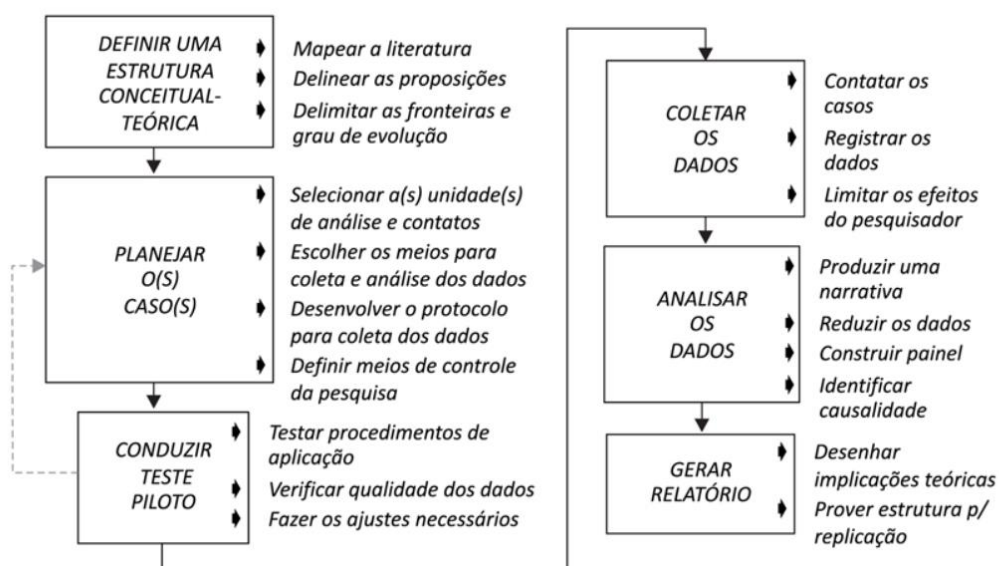 DEFINIR UMA
ESTRUTURA
CONCEITUAL-
TEÓRICA
Mapear a literatura
Delinear as proposições
Delimitar as fronteiras e
grau de evolução
PLANEJAR
O(S)
CASO(S)
Selecionar a(s) unidade(s)
de análise e contatos
Escolher os meios para
coleta e análise dos dados
Desenvolver o protocolo
para coleta dos dados
Definir meios de controle
da pesquisa
CONDUZIR
TESTE
PILOTO
Testar procedimentos de
aplicação
Verificar qualidade dos dados
Fazer os ajustes necessários
COLETAR
OS
DADOS
Contatar os
casos
Registrar os
dados
Limitar os efeitos
do pesquisador
ANALISAR
OS
DADOS
Produzir uma
narrativa
Reduzir os dados
Construir painel
Identificar
causalidade
GERAR
RELATÓRIO
Desenhar
implicações teóricas
Prover estrutura p/
replicação